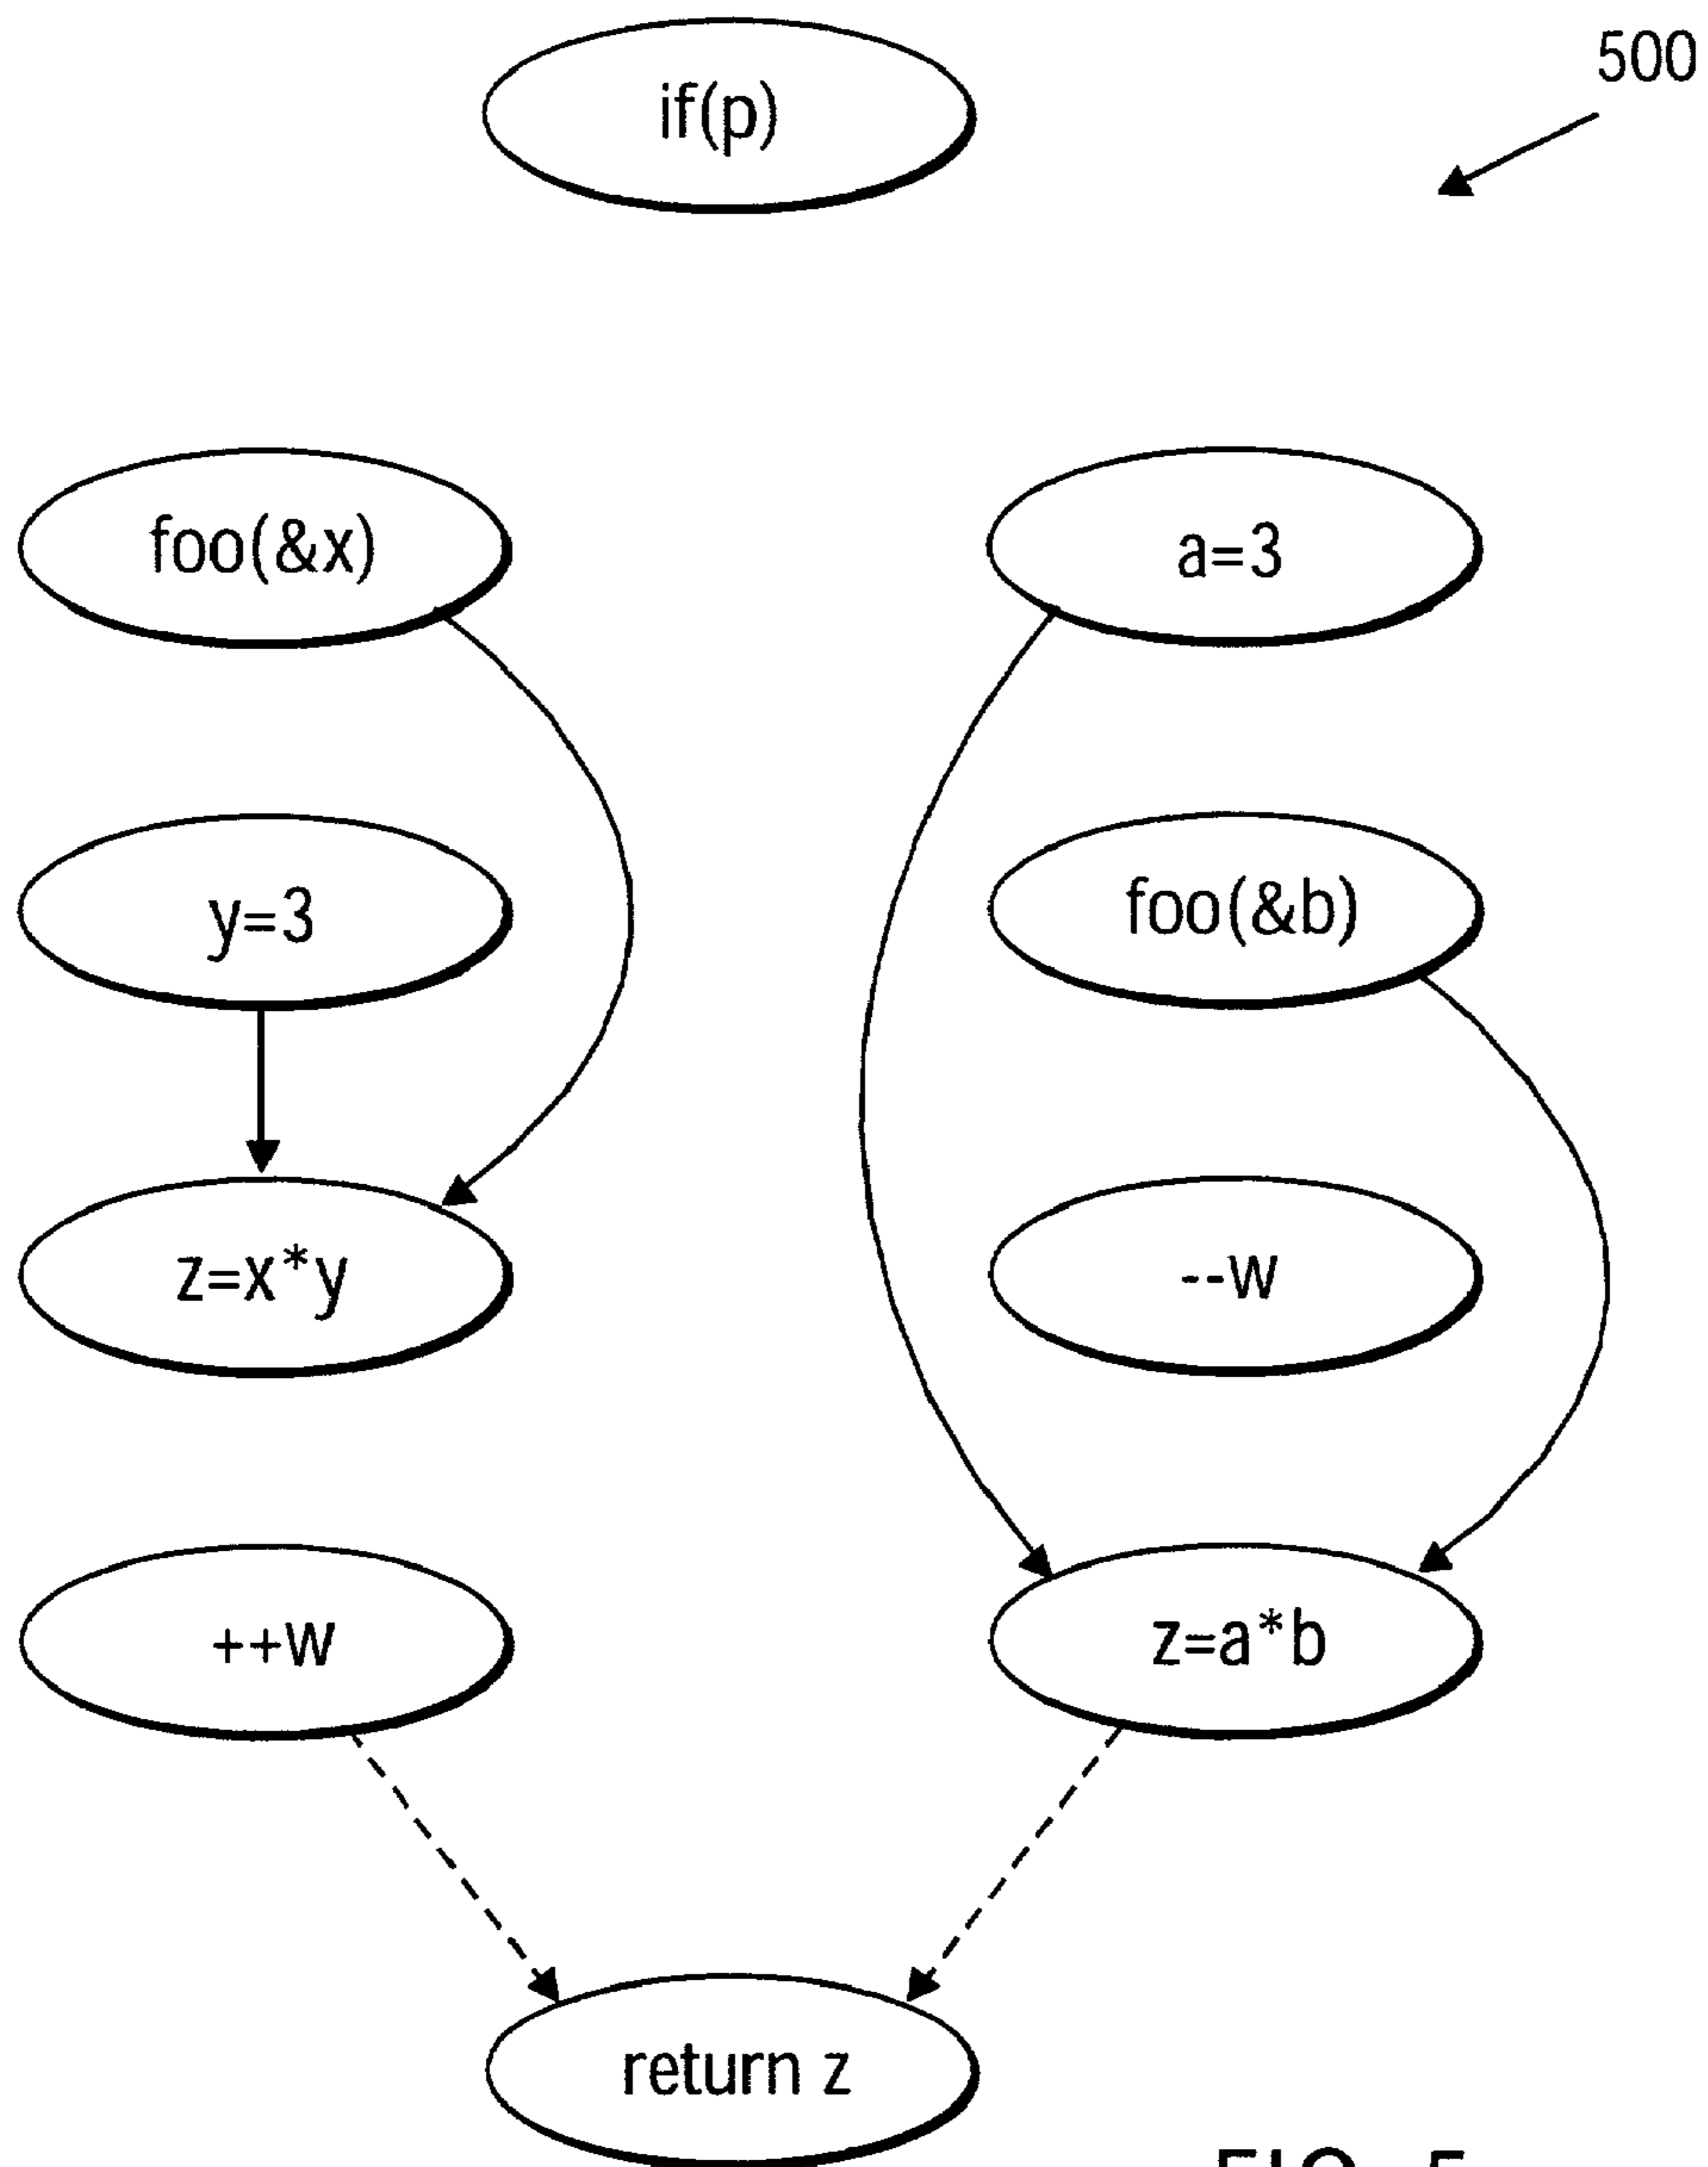 500
if(p)
foo(&x)
a=3
y=3
foo(&b)
z=x*y
--w
++w
z=a*b
return z